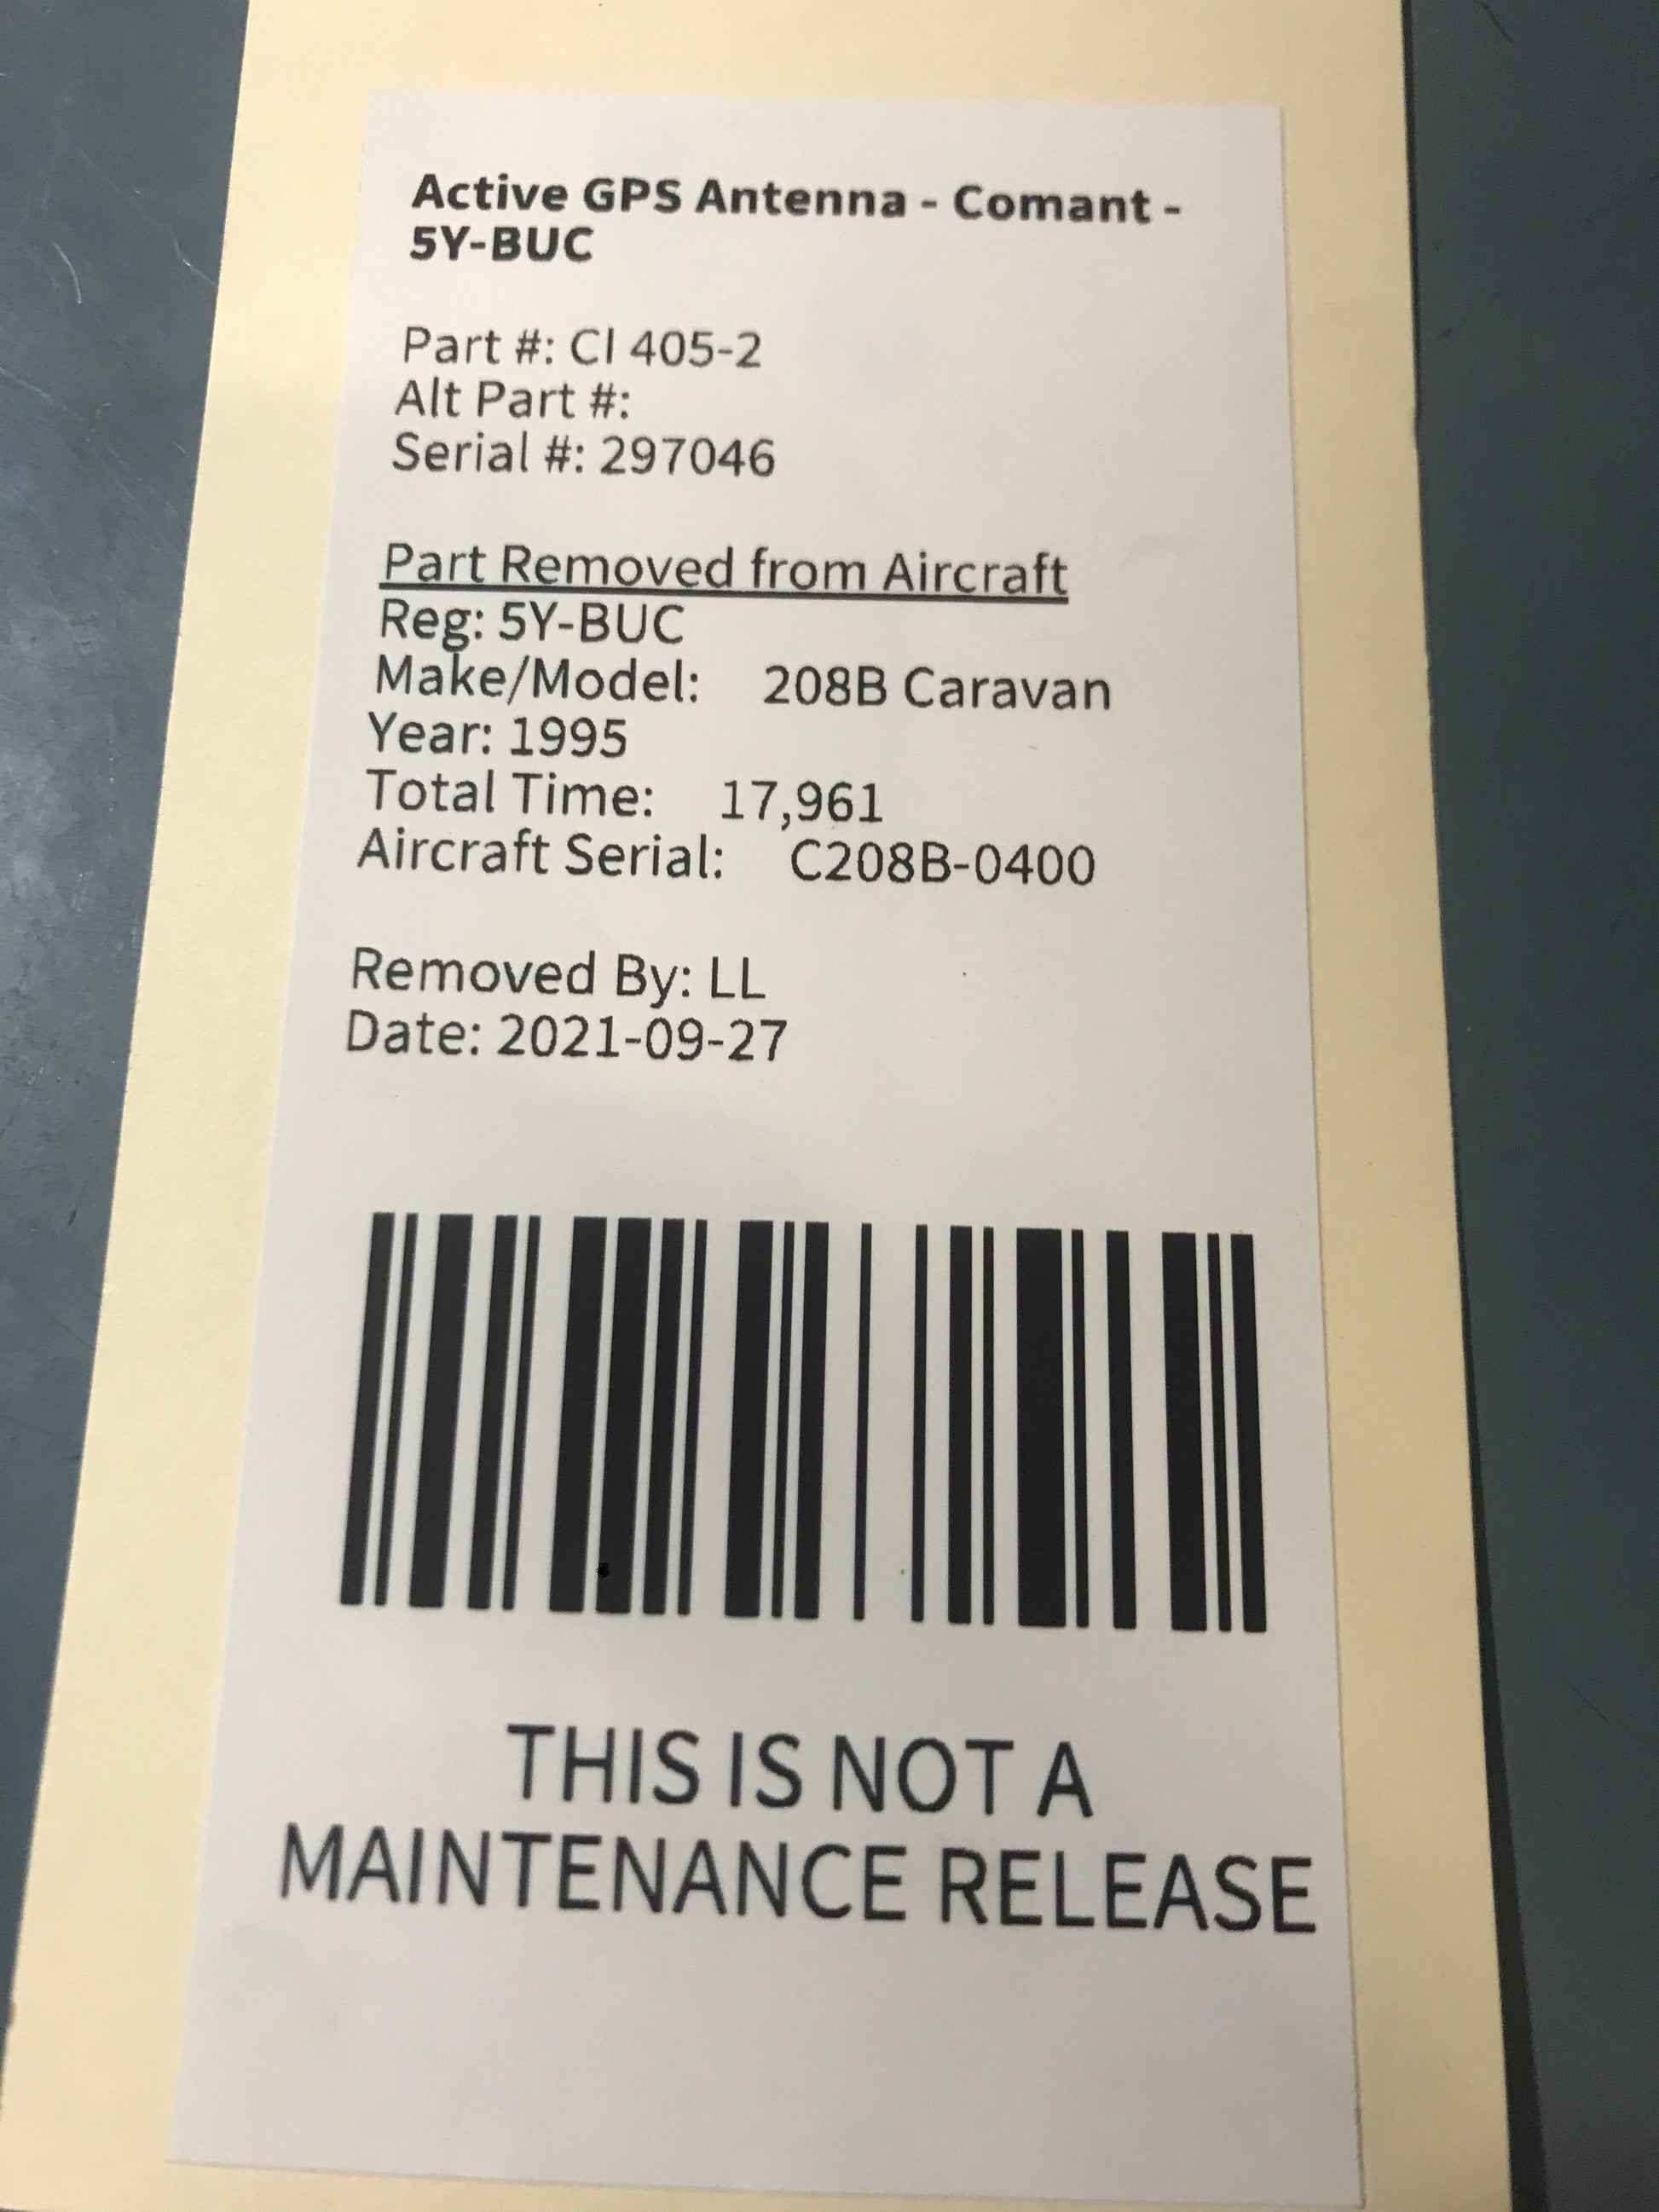 Active GPS Antenna - Comant -
5Y-BUC
Part #: CI 405-2
Alt Part #:
Serial #: 297046
Part Removed from Aircraft
Reg: 5Y-BUC
Make/Model: 208B Caravan
Year: 1995
Total Time: 17,961
Aircraft Serial: C208B-0400
Removed By: LL
Date: 2021-09-27
THIS IS NOT A
MAINTENANCE RELEASE